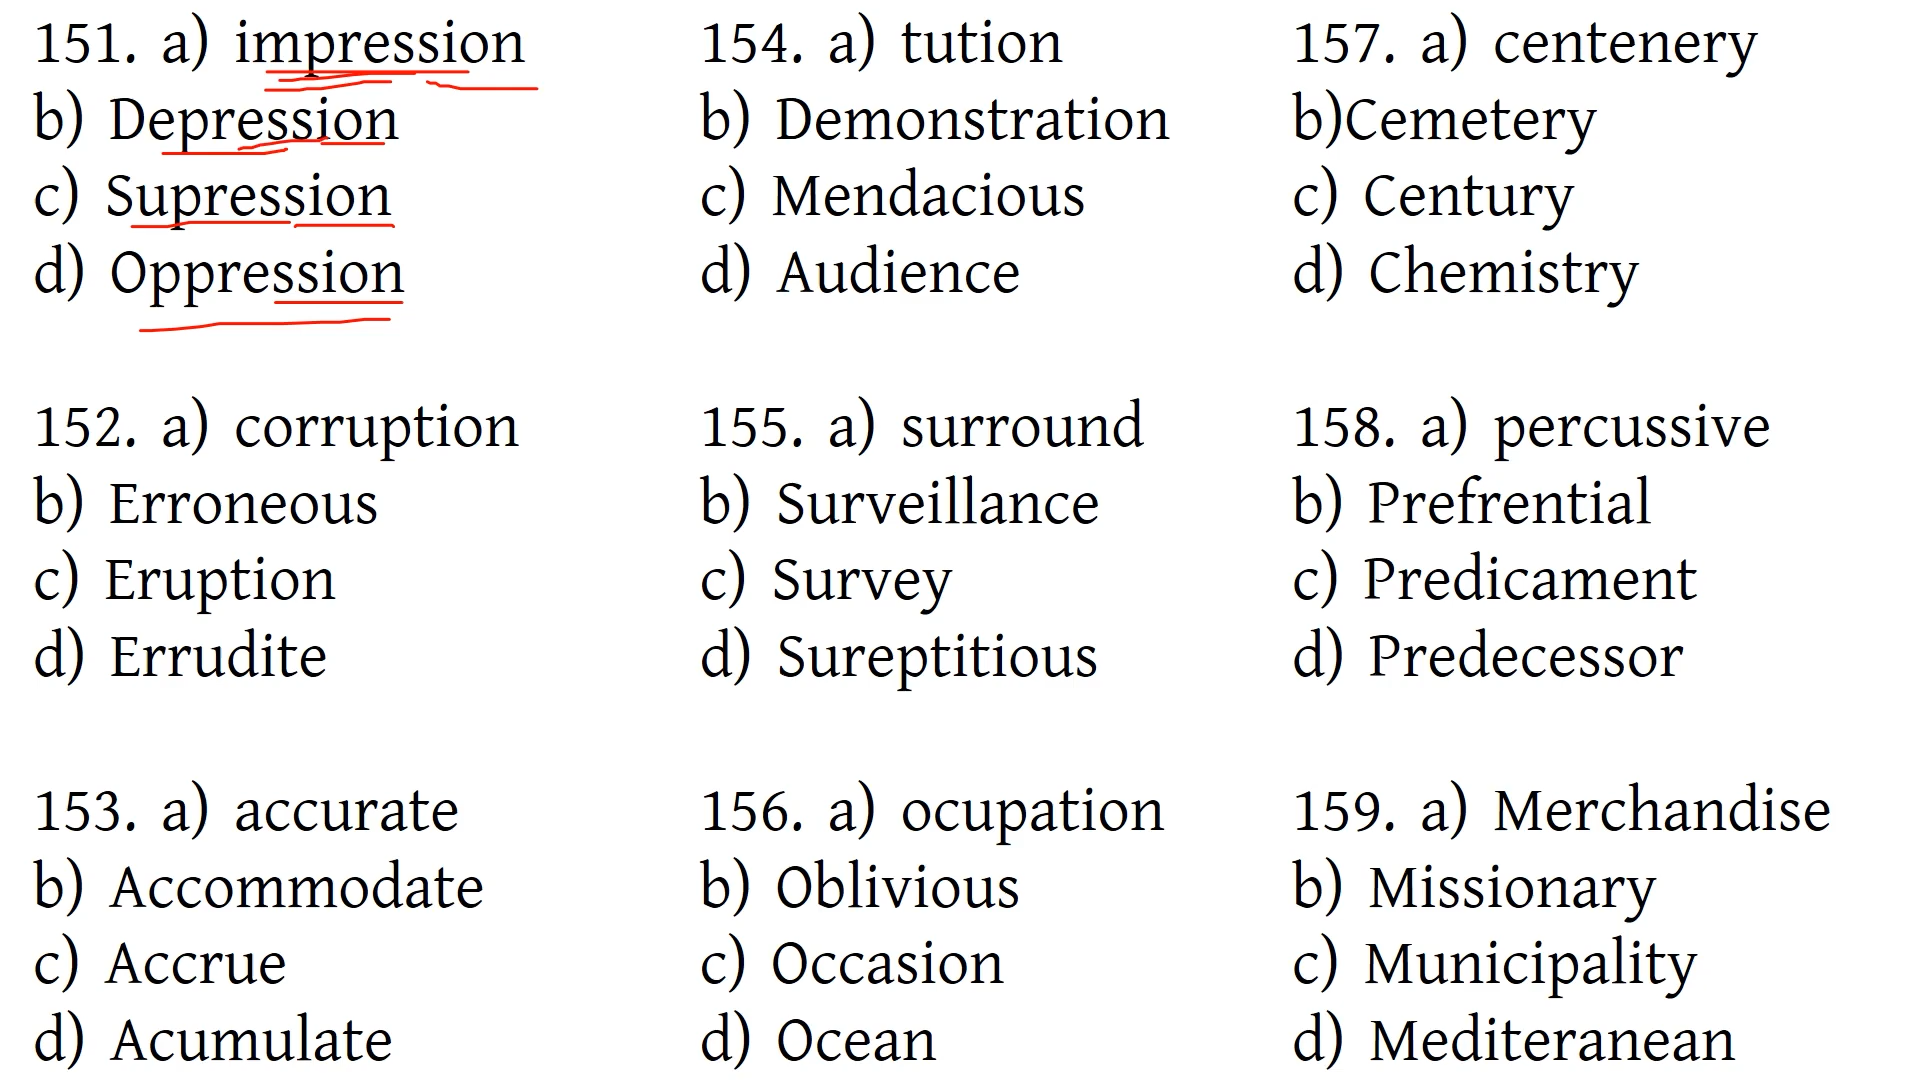 151. a) impression
b) Depression
c) Supression
d) Oppression
152. a) corruption
b) Erroneous
c) Eruption
d) Errudite
153. a) accurate
b) Accommodate
c) Accrue
d) Acumulate
154. a) tution
b) Demonstration
c) Mendacious
d) Audience
155. a) surround
b) Surveillance
c) Survey
d) Sureptitious
156. a) ocupation
b) Oblivious
c) Occasion
d) Ocean
157. a) centenery
b)Cemetery
c) Century
d) Chemistry
158. a) percussive
b) Prefrential
c) Predicament
d) Predecessor
159. a) Merchandise
b) Missionary
c) Municipality
d) Mediteranean